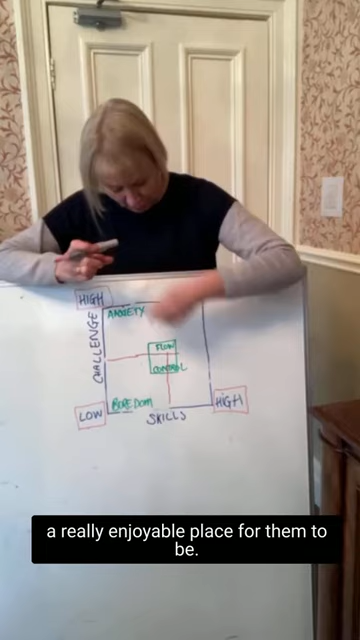 HIGH
ANXIETY
CHALLENGE
FLOW
CONTROL
BOREDOM
LOW
SKILLS
HIGH
a really enjoyable place for them to
be.